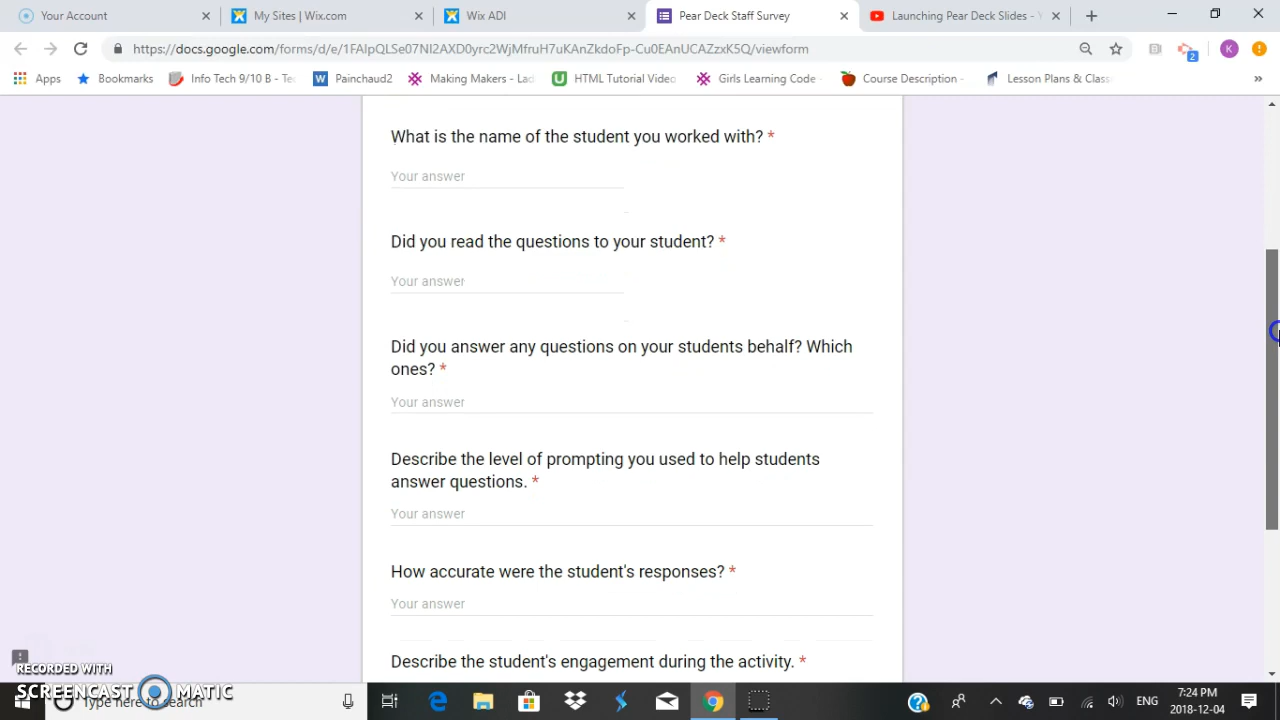 Your Account
My Sites | Wix.com
Wix ADI
Pear Deck Staff Survey
Launching Pear Deck Slides - Y
https://docs.google.com/forms/d/e/1FAIpQLSe07NI2AXD0yrc2WjMfruH7uKAnZkdoFp-Cu0EAnUCAZzxK5Q/viewform
K
2
Apps
Bookmarks
Info Tech 9/10 B - Te
Painchaud2
Making Makers - Lad
HTML Tutorial Video
Girls Learning Code
Course Description -
Lesson Plans & Class
»
What is the name of the student you worked with? *
Your answer
Did you read the questions to your student? *
Your answer
Did you answer any questions on your students behalf? Which
ones? *
Your answer
Describe the level of prompting you used to help students
answer questions. *
Your answer
How accurate were the student's responses? *
Your answer
Describe the student's engagement during the activity. *
RECORDED WITH
SCREENCAST MATIC
Type here to search
ENG
7:24 PM
2018-12-04